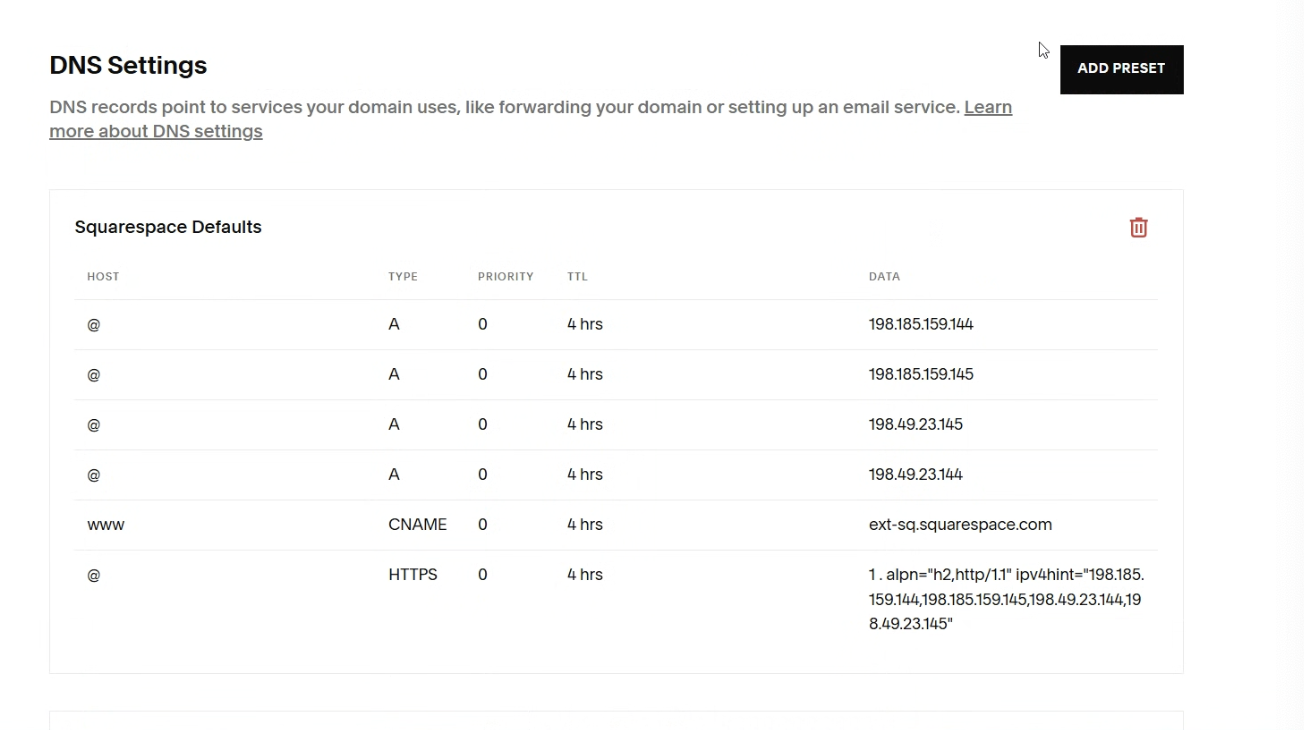 DNS Settings
ADD PRESET
DNS records point to services your domain uses, like forwarding your domain or setting up an email service. Learn
more about DNS settings
Squarespace Defaults
HOST TYPE PRIORITY TTL DATA
@ A 0 4 hrs 198.185.159.144
@ A 0 4 hrs 198.185.159.145
@ A 0 4 hrs 198.49.23.145
@ A 0 4 hrs 198.49.23.144
www CNAME 0 4 hrs ext-sq.squarespace.com
@ HTTPS 0 4 hrs 1 . alpn="h2,http/1.1" ipv4hint="198.185.
159.144,198.185.159.145,198.49.23.144,19
8.49.23.145"